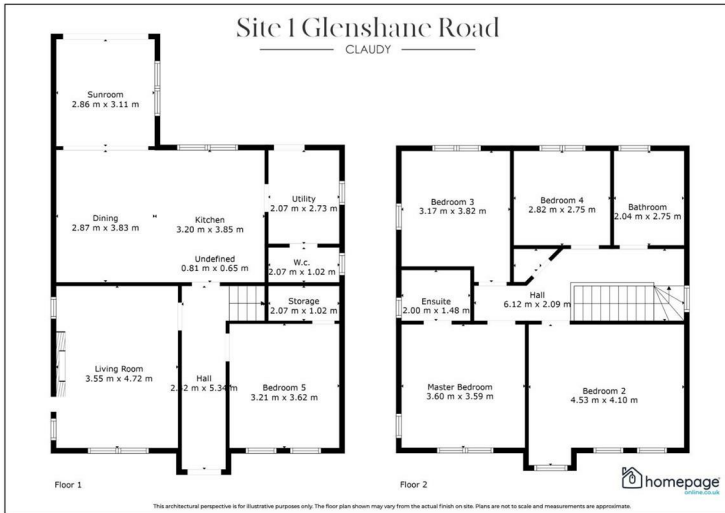 Site 1 Glenshane Road
CLAUDY
Sunroom
2.86 m x 3.11 m
Dining
2.87 m x 3.83 m
Kitchen
3.20 m x 3.85 m
Utility
2.07 m x 2.73 m
Undefined
0.81 m x 0.65 m
W.c.
2.07 m x 1.02 m
Storage
2.07 m x 1.02 m
Living Room
3.55 m x 4.72 m
Hall
m x 5.34 m
Bedroom 5
3.21 m x 3.62 m
Floor 1
Bedroom 3
3.17 m x 3.82 m
Bedroom 4
2.82 m x 2.75 m
Bathroom
2.04 m x 2.75 m
Ensuite
2.00 m x 1.48 m
Hall
6.12 m x 2.09 m
Master Bedroom
3.60 m x 3.59 m
Bedroom 2
4.53 m x 4.10 m
Floor 2
homepage
online.co.uk
This architectural perspective is for illustrative purposes only. The floor plan shown may vary from the actual finish on site. Plans are not to scale and measurements are approximate.